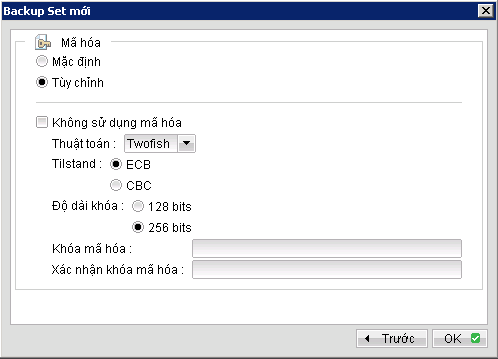 Backup Set mới
Mã hóa
Mặc định
Tùy chỉnh
Không sử dụng mã hóa
Thuật toán : Twofish
Tilstand : ECB
CBC
Độ dài khóa : 128 bits
256 bits
Khóa mã hóa :
Xác nhận khóa mã hóa :
Trước OK